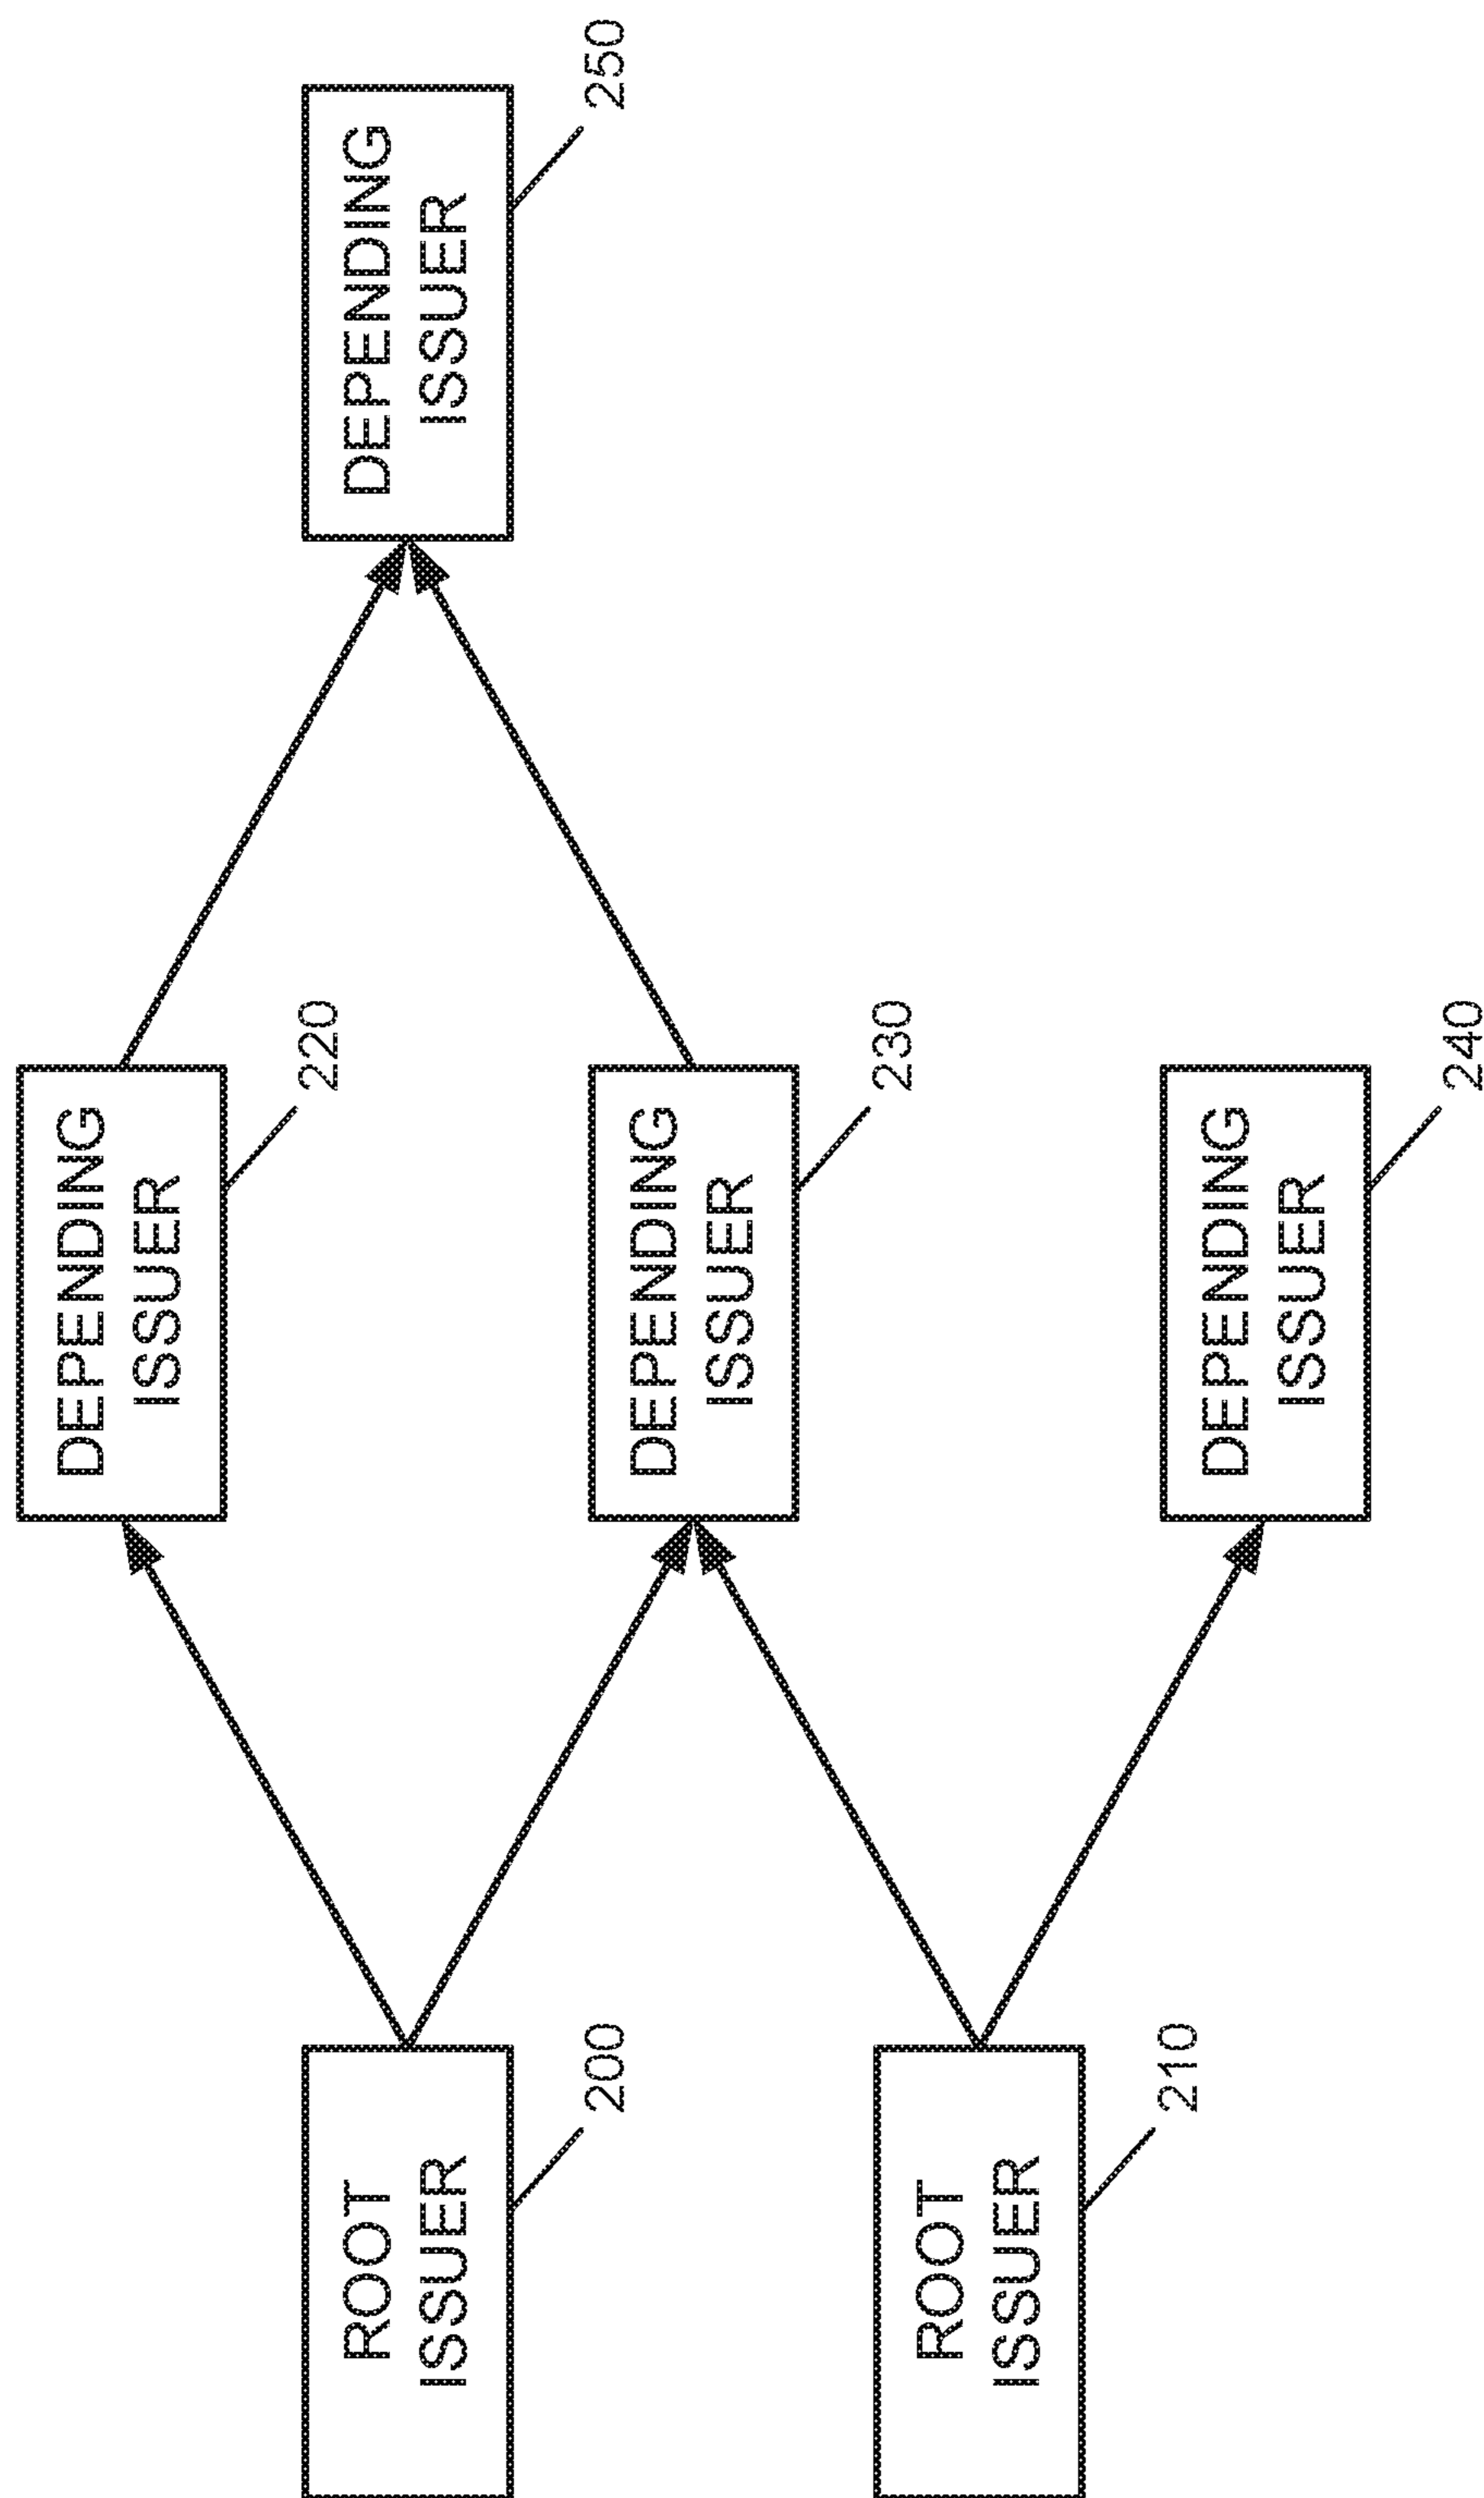 ROOT
ISSUER
200
DEPENDING
ISSUER
220
DEPENDING
ISSUER
250
DEPENDING
ISSUER
230
ROOT
ISSUER
210
DEPENDING
ISSUER
240